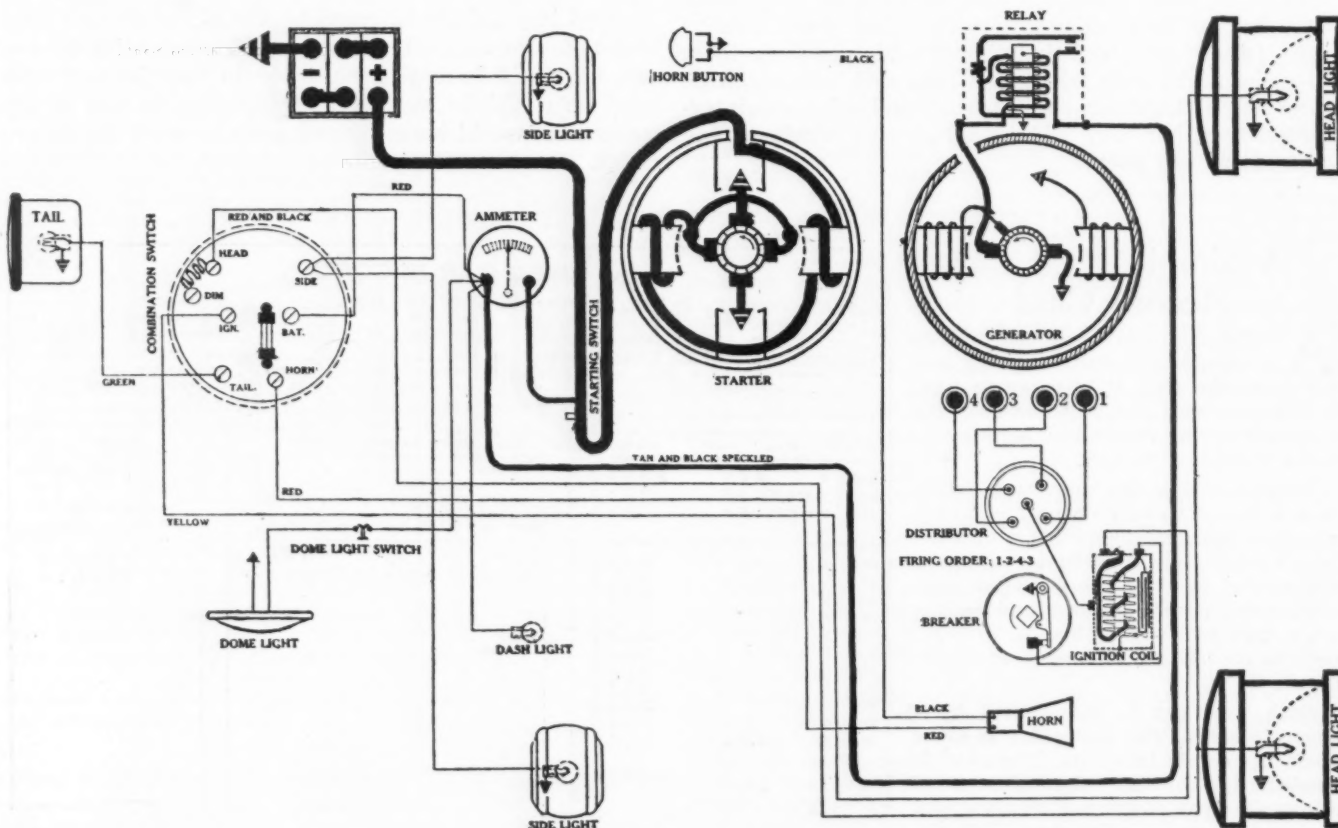 RELAY
− +
SIDE LIGHT
HORN BUTTON
BLACK
HEAD LIGHT
TAIL
COMBINATION SWITCH
RED AND BLACK
RED
AMMETER
HEAD
SIDE
DIM
IGN.
BAT.
TAIL.
HORN
GREEN
STARTING SWITCH
STARTER
GENERATOR
4 3 2 1
TAN AND BLACK SPECKLED
RED
YELLOW
DOME LIGHT SWITCH
DISTRIBUTOR
FIRING ORDER; 1-2-4-3
BREAKER
IGNITION COIL
DOME LIGHT
DASH LIGHT
BLACK
RED
HORN
HEAD LIGHT
SIDE LIGHT